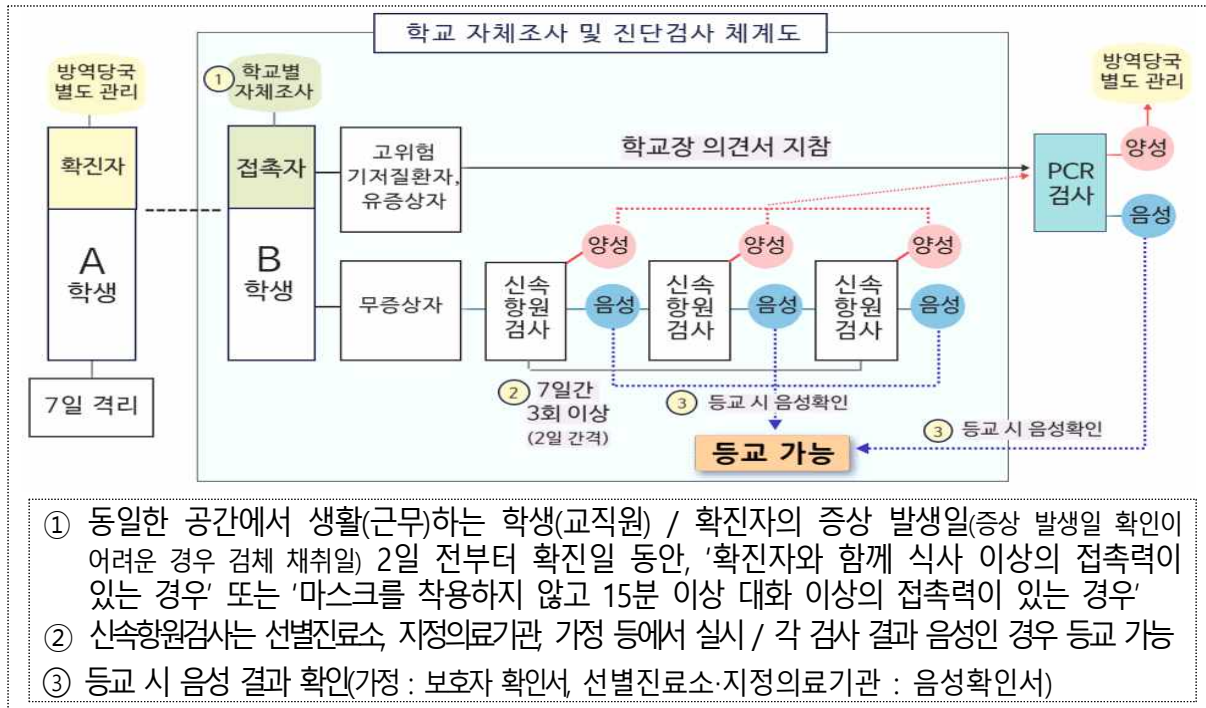 학교 자체조사 및 진단검사 체계도
방역당국
별도 관리
확진자
A
학생
7일 격리
① 학교별
자체조사
접촉자
B
학생
고위험
기저질환자,
유증상자
무증상자
학교장 의견서 지참
신속
항원
검사
양성
음성
신속
항원
검사
양성
음성
신속
항원
검사
양성
음성
② 7일간
3회 이상
(2일 간격)
③ 등교 시 음성확인
등교 가능
PCR
검사
양성
음성
방역당국
별도 관리
③ 등교 시 음성확인
① 동일한 공간에서 생활(근무)하는 학생(교직원) / 확진자의 증상 발생일(증상 발생일 확인이
어려운 경우 검체 채취일) 2일 전부터 확진일 동안, '확진자와 함께 식사 이상의 접촉력이
있는 경우' 또는 '마스크를 착용하지 않고 15분 이상 대화 이상의 접촉력이 있는 경우'
② 신속항원검사는 선별진료소, 지정의료기관, 가정 등에서 실시 / 각 검사 결과 음성인 경우 등교 가능
③ 등교 시 음성 결과 확인(가정 : 보호자 확인서, 선별진료소·지정의료기관 : 음성확인서)